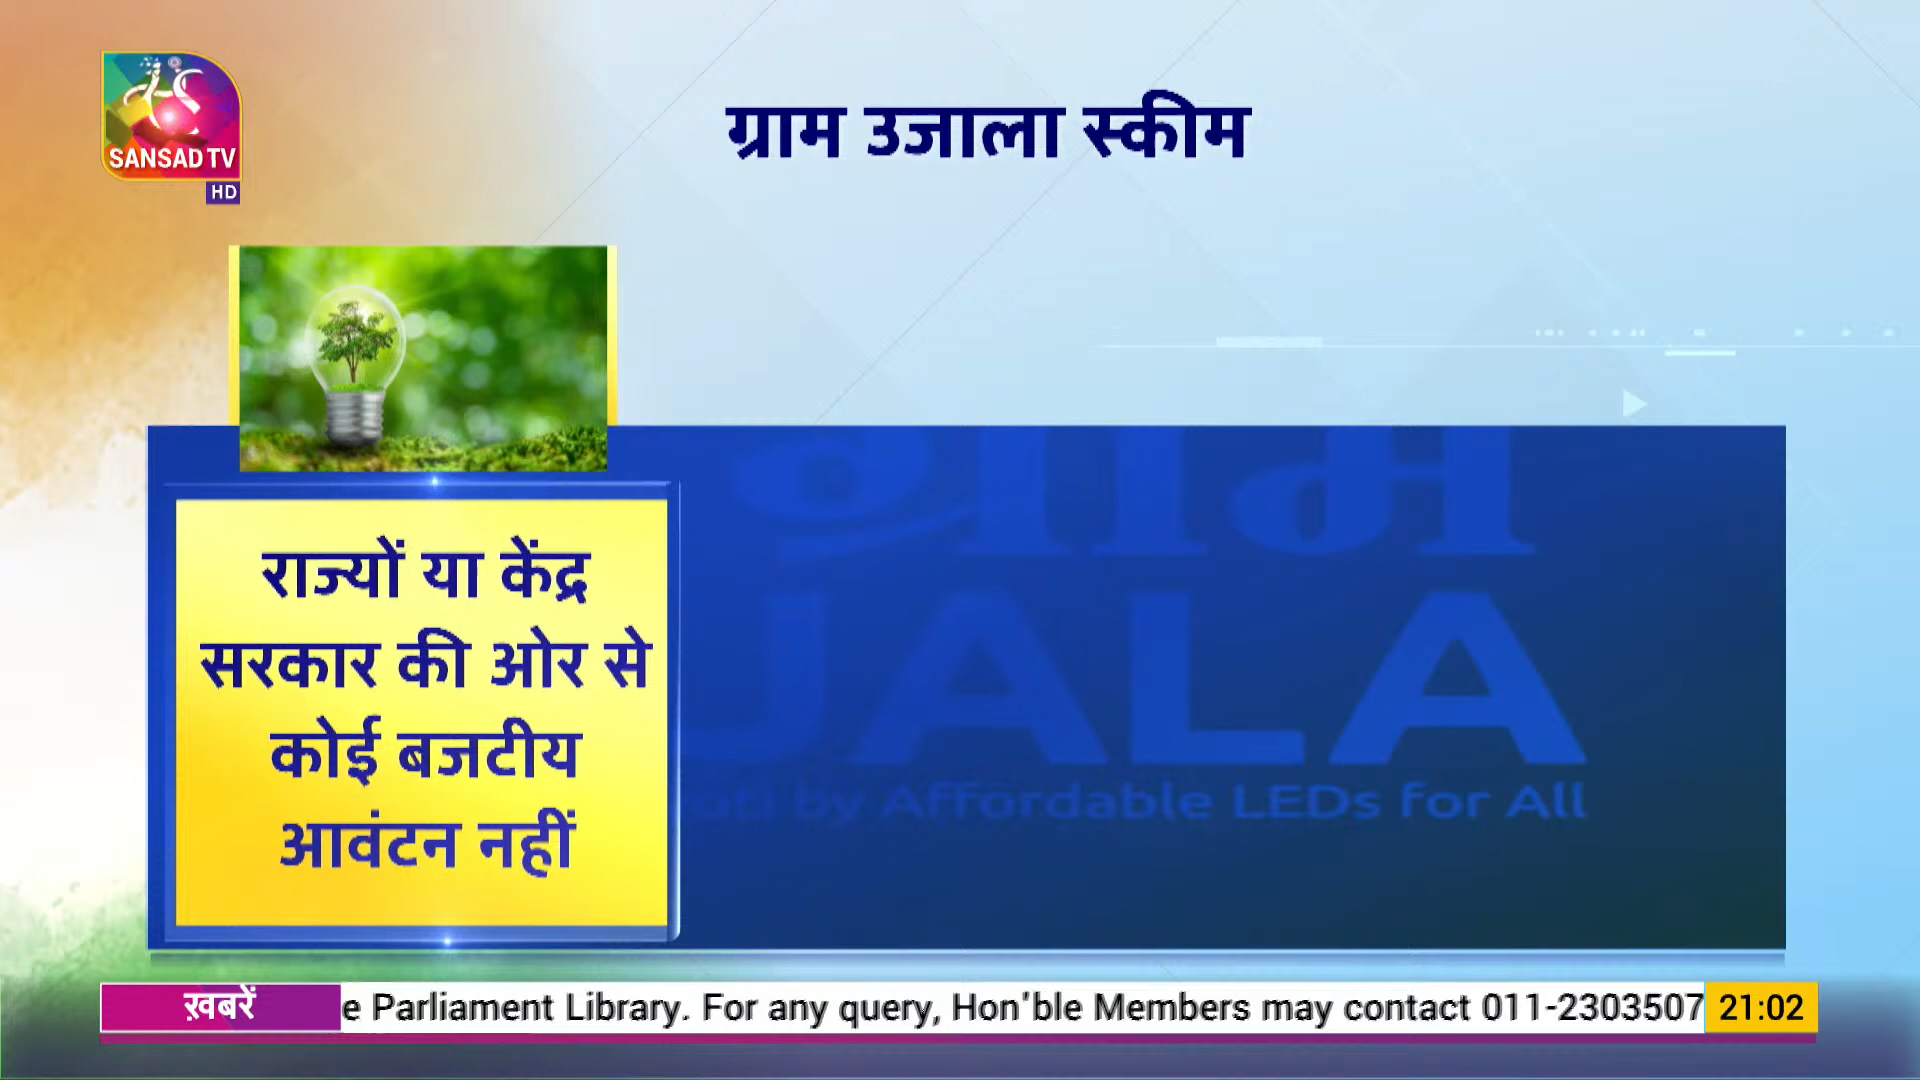 SANSAD TV
HD
ग्राम उजाला स्कीम
राज्यों या केंद्र
सरकार की ओर से
कोई बजटीय
आवंटन नहीं
ग्राम
UJALA
by Affordable LEDs for All
ख़बरें
e Parliament Library. For any query, Hon'ble Members may contact 011-2303507
21:02